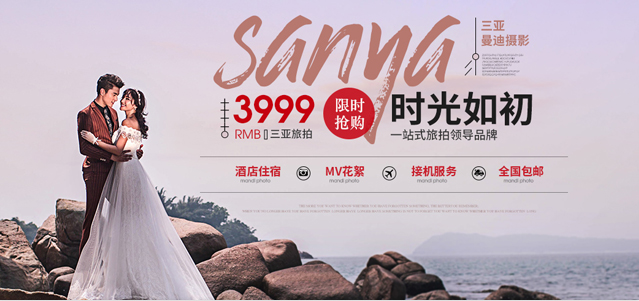 sanya
三亚
曼迪摄影
3999
RMB
三亚旅拍
限时
抢购
时光如初
一站式旅拍领导品牌
酒店住宿
mandi photo
MV花絮
mandi photo
接机服务
mandi photo
全国包邮
mandi photo